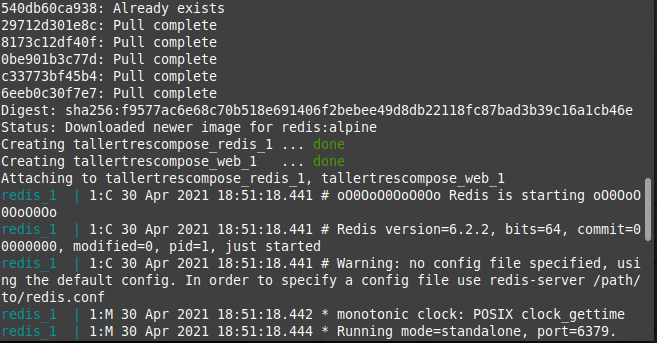 540db60ca938: Already exists
29712d301e8c: Pull complete
8173c12df40f: Pull complete
0be901b3c77d: Pull complete
c33773bf45b4: Pull complete
6eeb0c30f7e7: Pull complete
Digest: sha256:f9577ac6e68c70b518e691406f2bebee49d8db22118fc87bad3b39c16a1cb46e
Status: Downloaded newer image for redis:alpine
Creating tallertrescompose_redis_1 ... done
Creating tallertrescompose_web_1   ... done
Attaching to tallertrescompose_redis_1, tallertrescompose_web_1
redis_1  | 1:C 30 Apr 2021 18:51:18.441 # oO0OoO0OoO0Oo Redis is starting oO0OoO
0OoO0Oo
redis_1  | 1:C 30 Apr 2021 18:51:18.441 # Redis version=6.2.2, bits=64, commit=0
0000000, modified=0, pid=1, just started
redis_1  | 1:C 30 Apr 2021 18:51:18.441 # Warning: no config file specified, usi
ng the default config. In order to specify a config file use redis-server /path/
to/redis.conf
redis_1  | 1:M 30 Apr 2021 18:51:18.442 * monotonic clock: POSIX clock_gettime
redis_1  | 1:M 30 Apr 2021 18:51:18.444 * Running mode=standalone, port=6379.